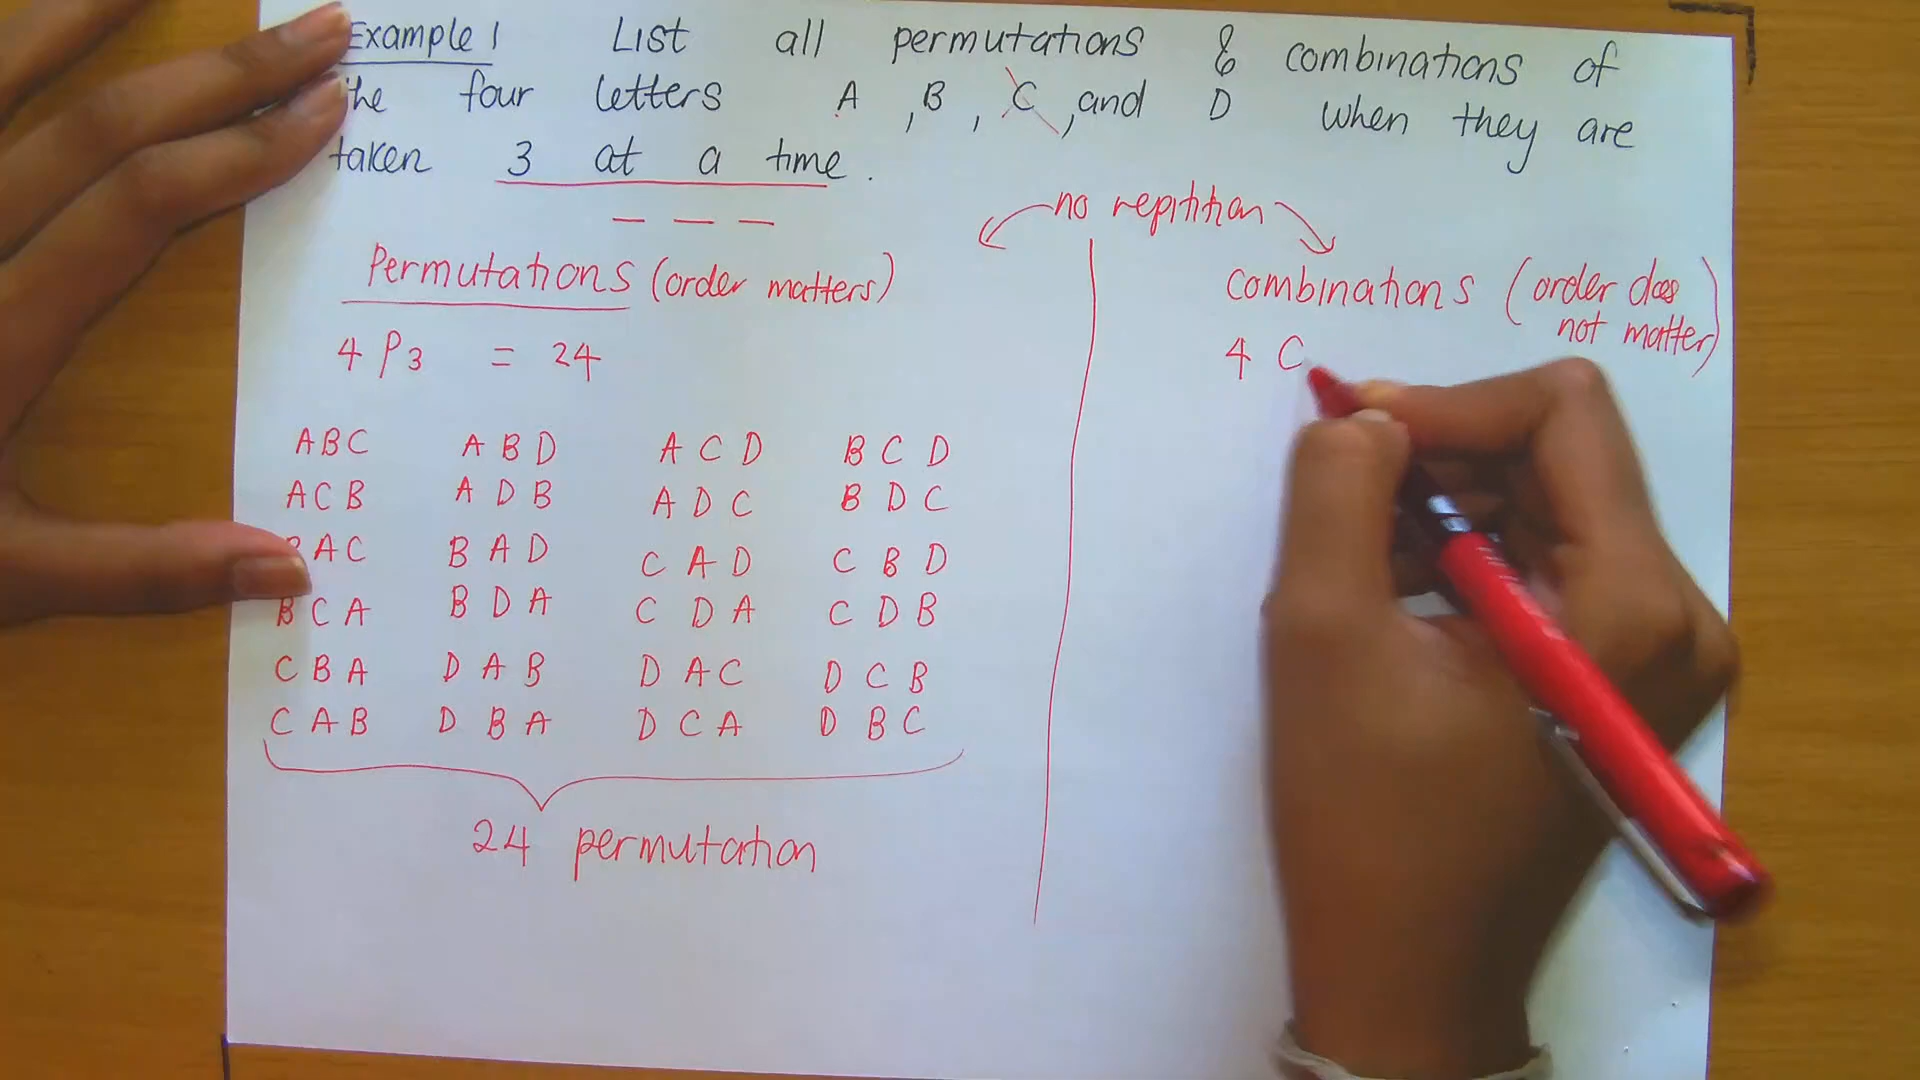 Example 1 List all permutations & combinations of
the four letters A, B, C, and D when they are
taken 3 at a time.
no repitition
Permutations (order matters)
4 P 3 = 24
ABC ABD ACD BCD
ACB ADB ADC BDC
BAC BAD CAD CBD
BCA BDA CDA CDB
CBA DAB DAC DCB
CAB DBA DCA DBC
24 permutation
Combinations (order does
not matter)
4 C